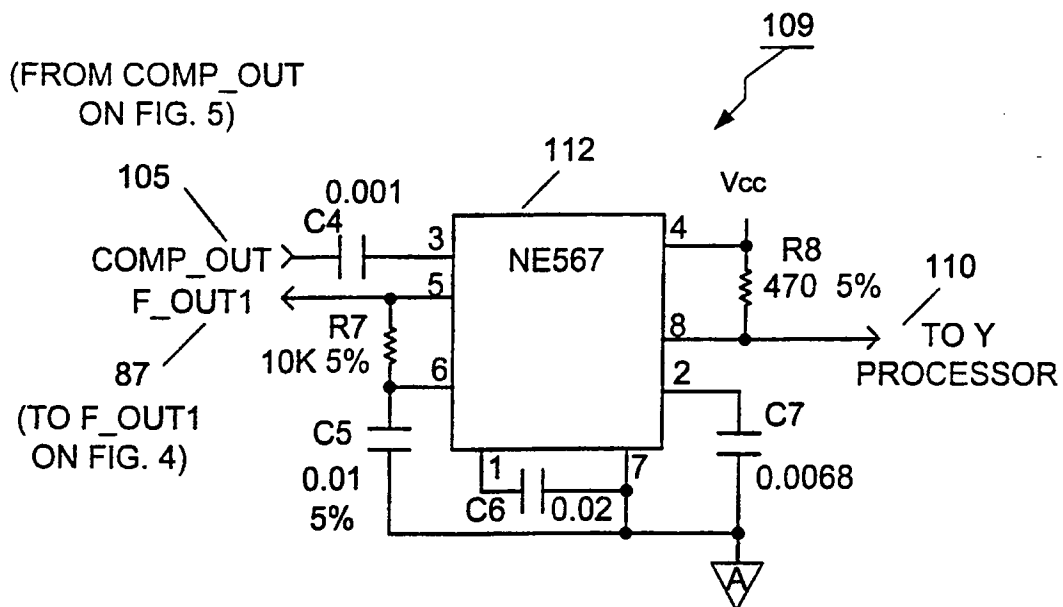 109
(FROM COMP_OUT
ON FIG. 5)
105
112
Vcc
0.001
C4
3
4
COMP_OUT
NE567
R8
470 5%
110
F_OUT1
5
R7
10K 5%
8
TO Y
PROCESSOR
87
6
2
(TO F_OUT1
ON FIG. 4)
C5
0.01
5%
C7
0.0068
1
7
C6
0.02
A